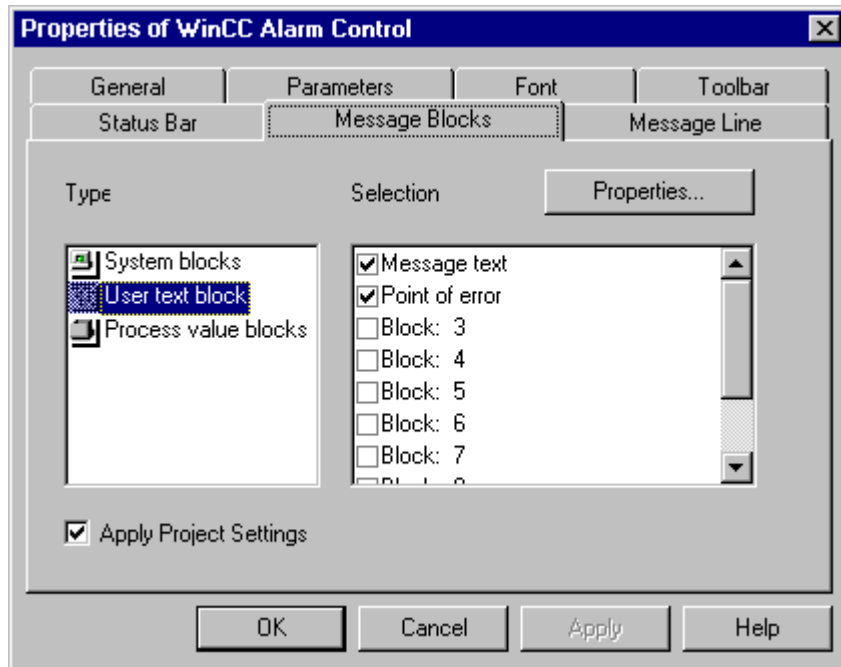 Properties of WinCC Alarm Control
General Parameters Font Toolbar
Status Bar Message Blocks Message Line
Type Selection Properties...
System blocks
User text block
Process value blocks
Message text
Point of error
Block: 3
Block: 4
Block: 5
Block: 6
Block: 7
Apply Project Settings
OK Cancel Apply Help